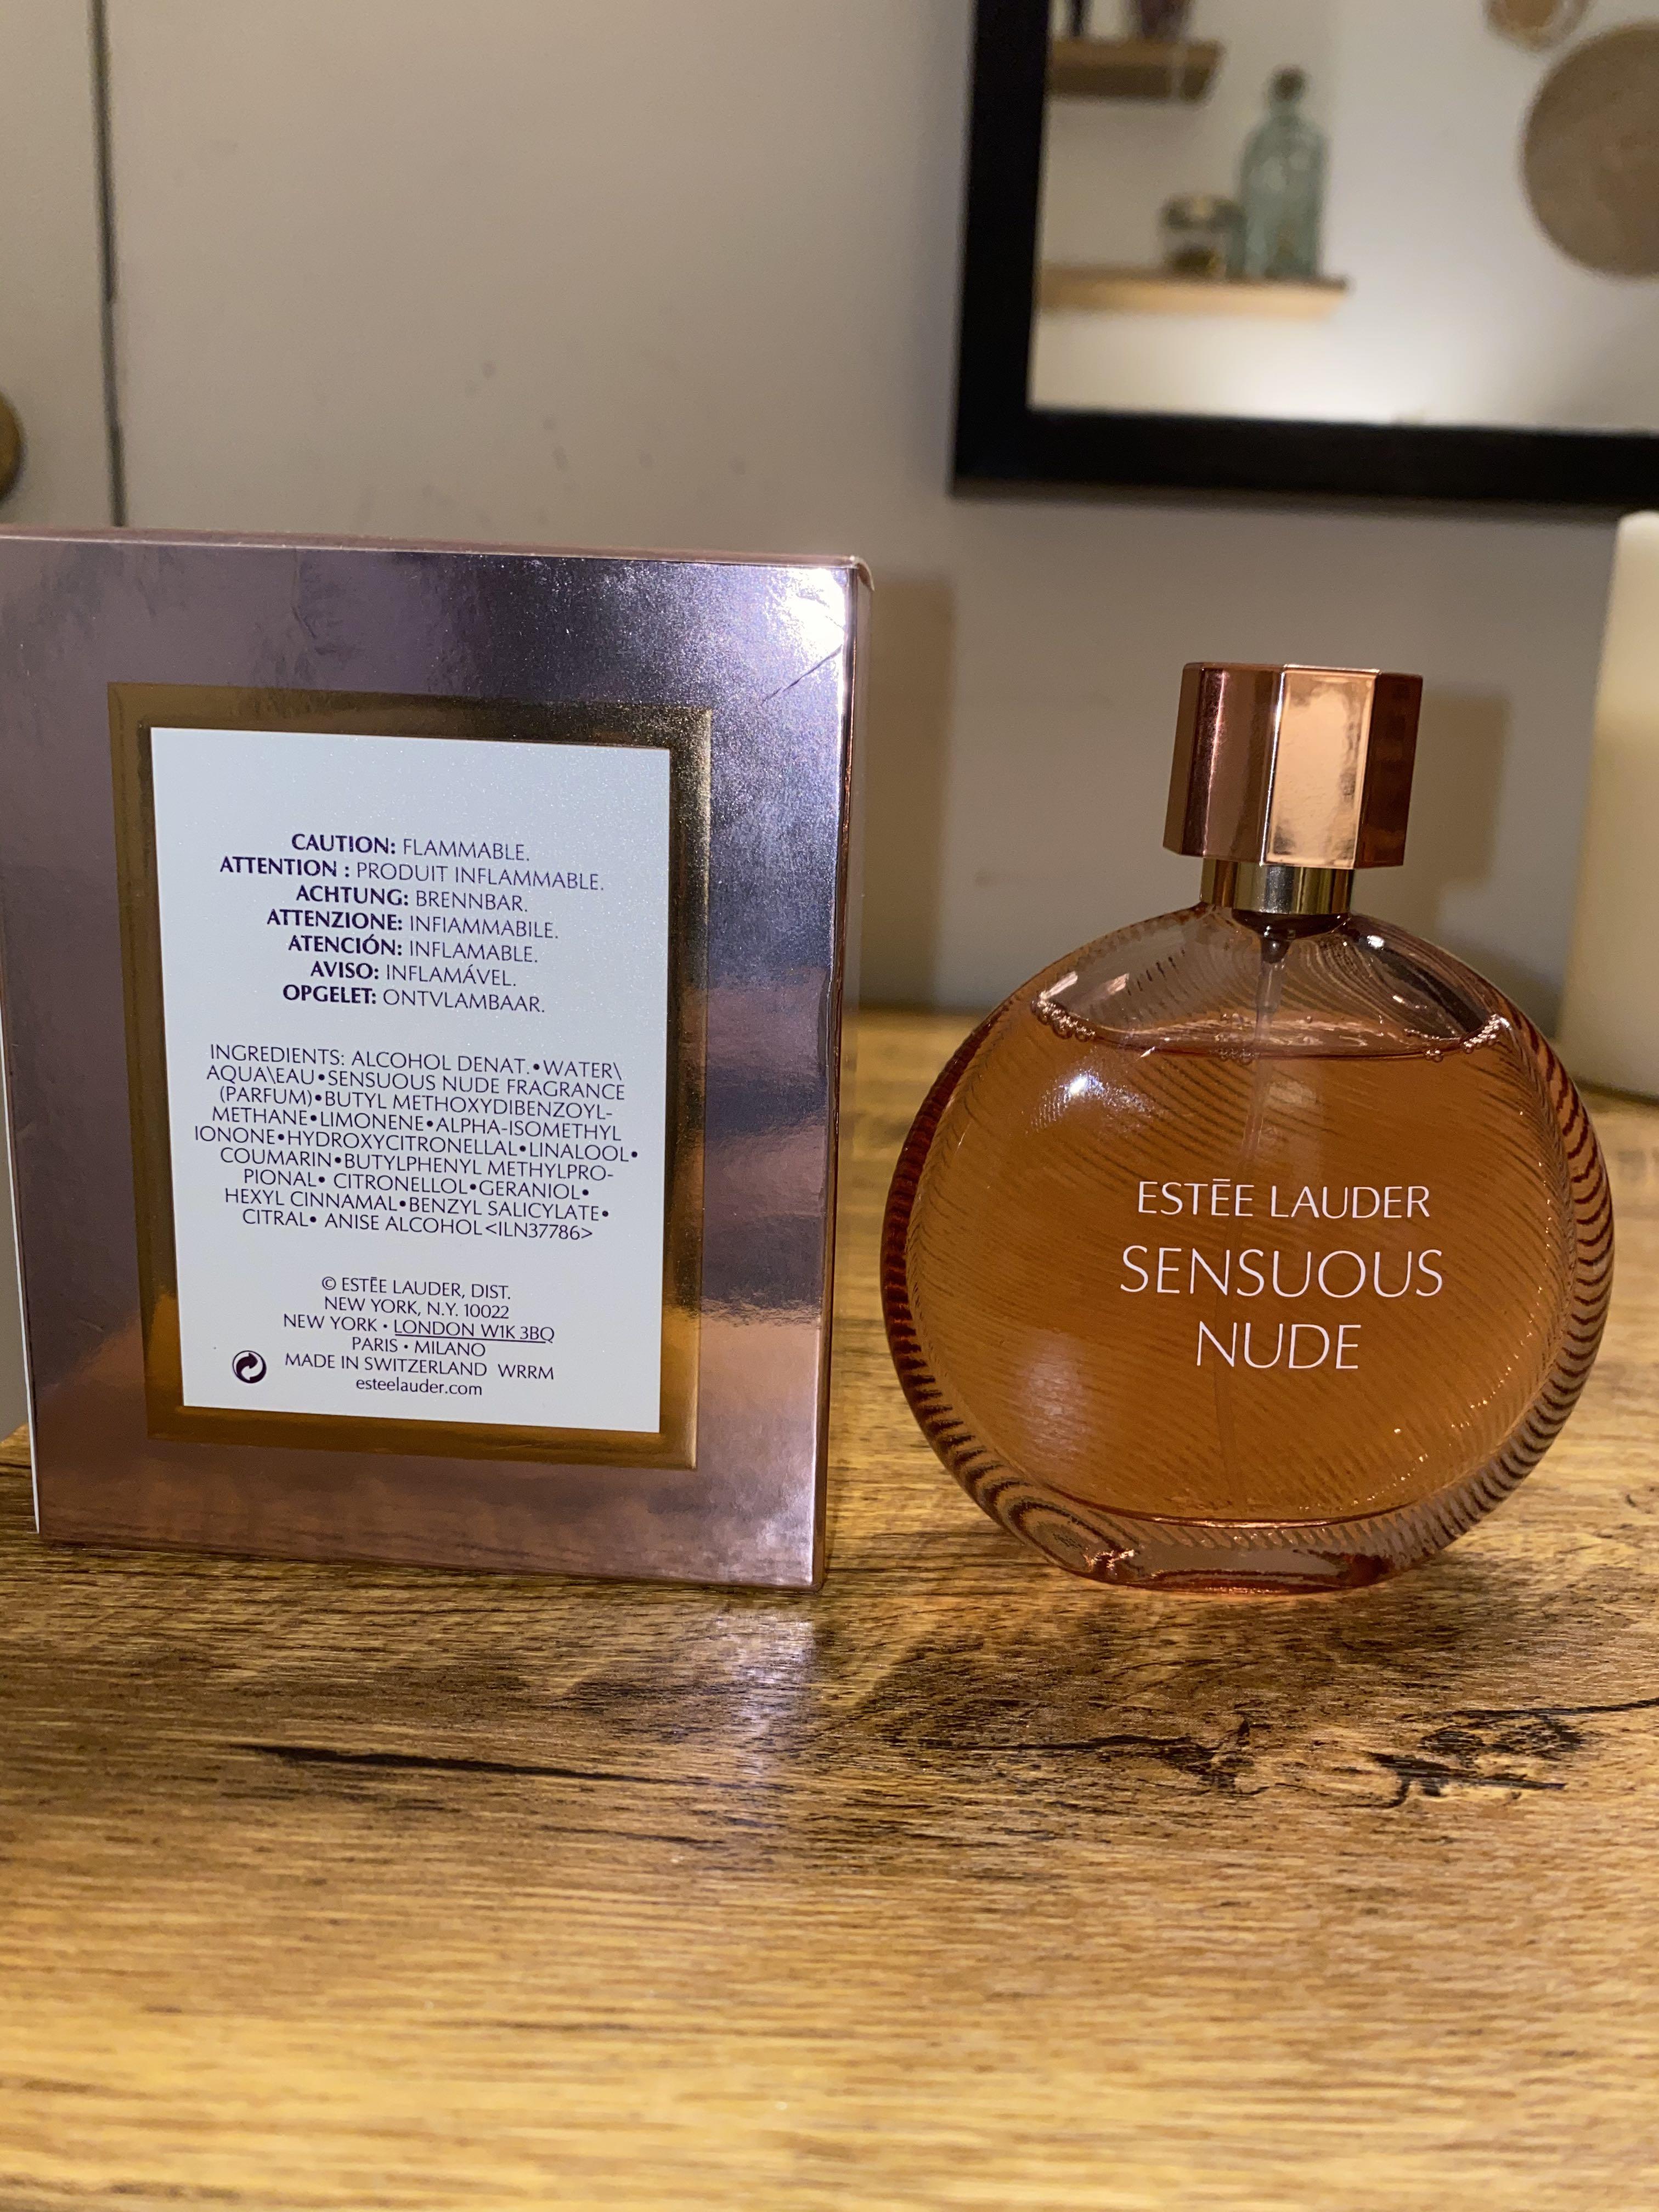 CAUTION: FLAMMABLE.
ATTENTION : PRODUIT INFLAMMABLE.
ACHTUNG: BRENNBAR.
ATTENZIONE: INFIAMMABILE.
ATENCIÓN: INFLAMABLE.
AVISO: INFLAMÁVEL.
OPGELET: ONTVLAMBAAR.
INGREDIENTS: ALCOHOL DENAT.•WATER\
AQUA\EAU•SENSUOUS NUDE FRAGRANCE
(PARFUM)•BUTYL METHOXYDIBENZOYL-
METHANE•LIMONENE•ALPHA-ISOMETHYL
IONONE•HYDROXYCITRONELLAL•LINALOOL•
COUMARIN•BUTYLPHENYL METHYLPRO-
PIONAL• CITRONELLOL•GERANIOL•
HEXYL CINNAMAL•BENZYL SALICYLATE•
CITRAL• ANISE ALCOHOL<ILN37786>
© ESTĒE LAUDER, DIST.
NEW YORK, N.Y. 10022
NEW YORK • LONDON W1K 3BQ
PARIS • MILANO
MADE IN SWITZERLAND WRRM
esteelauder.com
ESTĒE LAUDER
SENSUOUS
NUDE